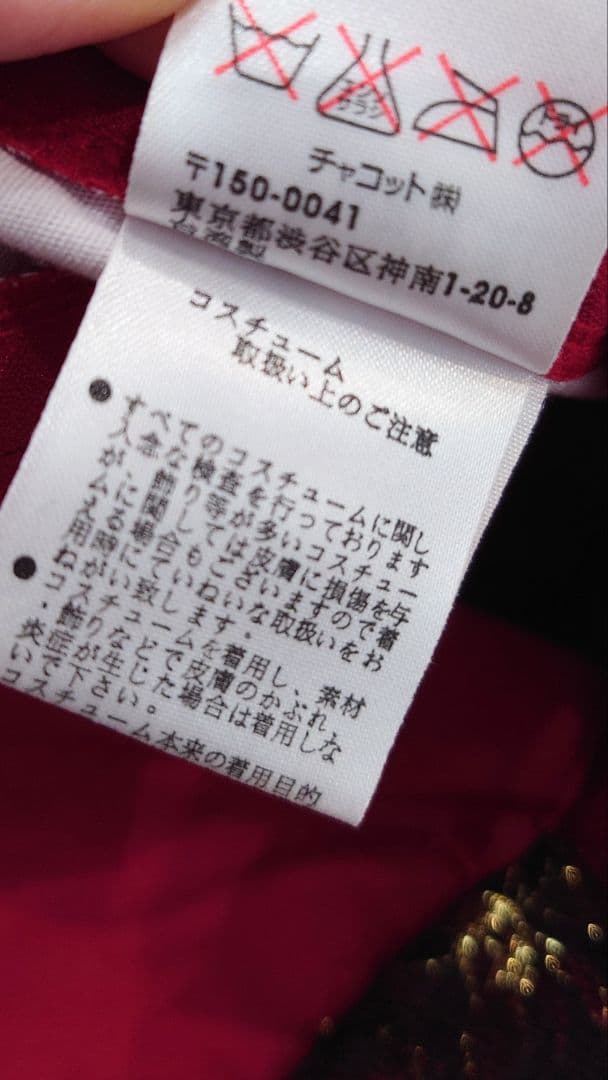 エンソ
サラシ
ドライ
チャコット㈱
〒150-0041
東京都渋谷区神南1-20-8
コスチューム
取扱い上のご注意
●すべてのコスチュームに関し
入念な検査を行っております
が、飾り等が多いコスチュー
ムに関しては皮膚に損傷を与
える場合もございますので着
用時にていねいな取扱いをお
ねがい致します。
●コスチュームを着用し、素材
・飾りなどで皮膚のかぶれ、
炎症が生じた場合は着用しな
いで下さい。
コスチューム本来の着用目的